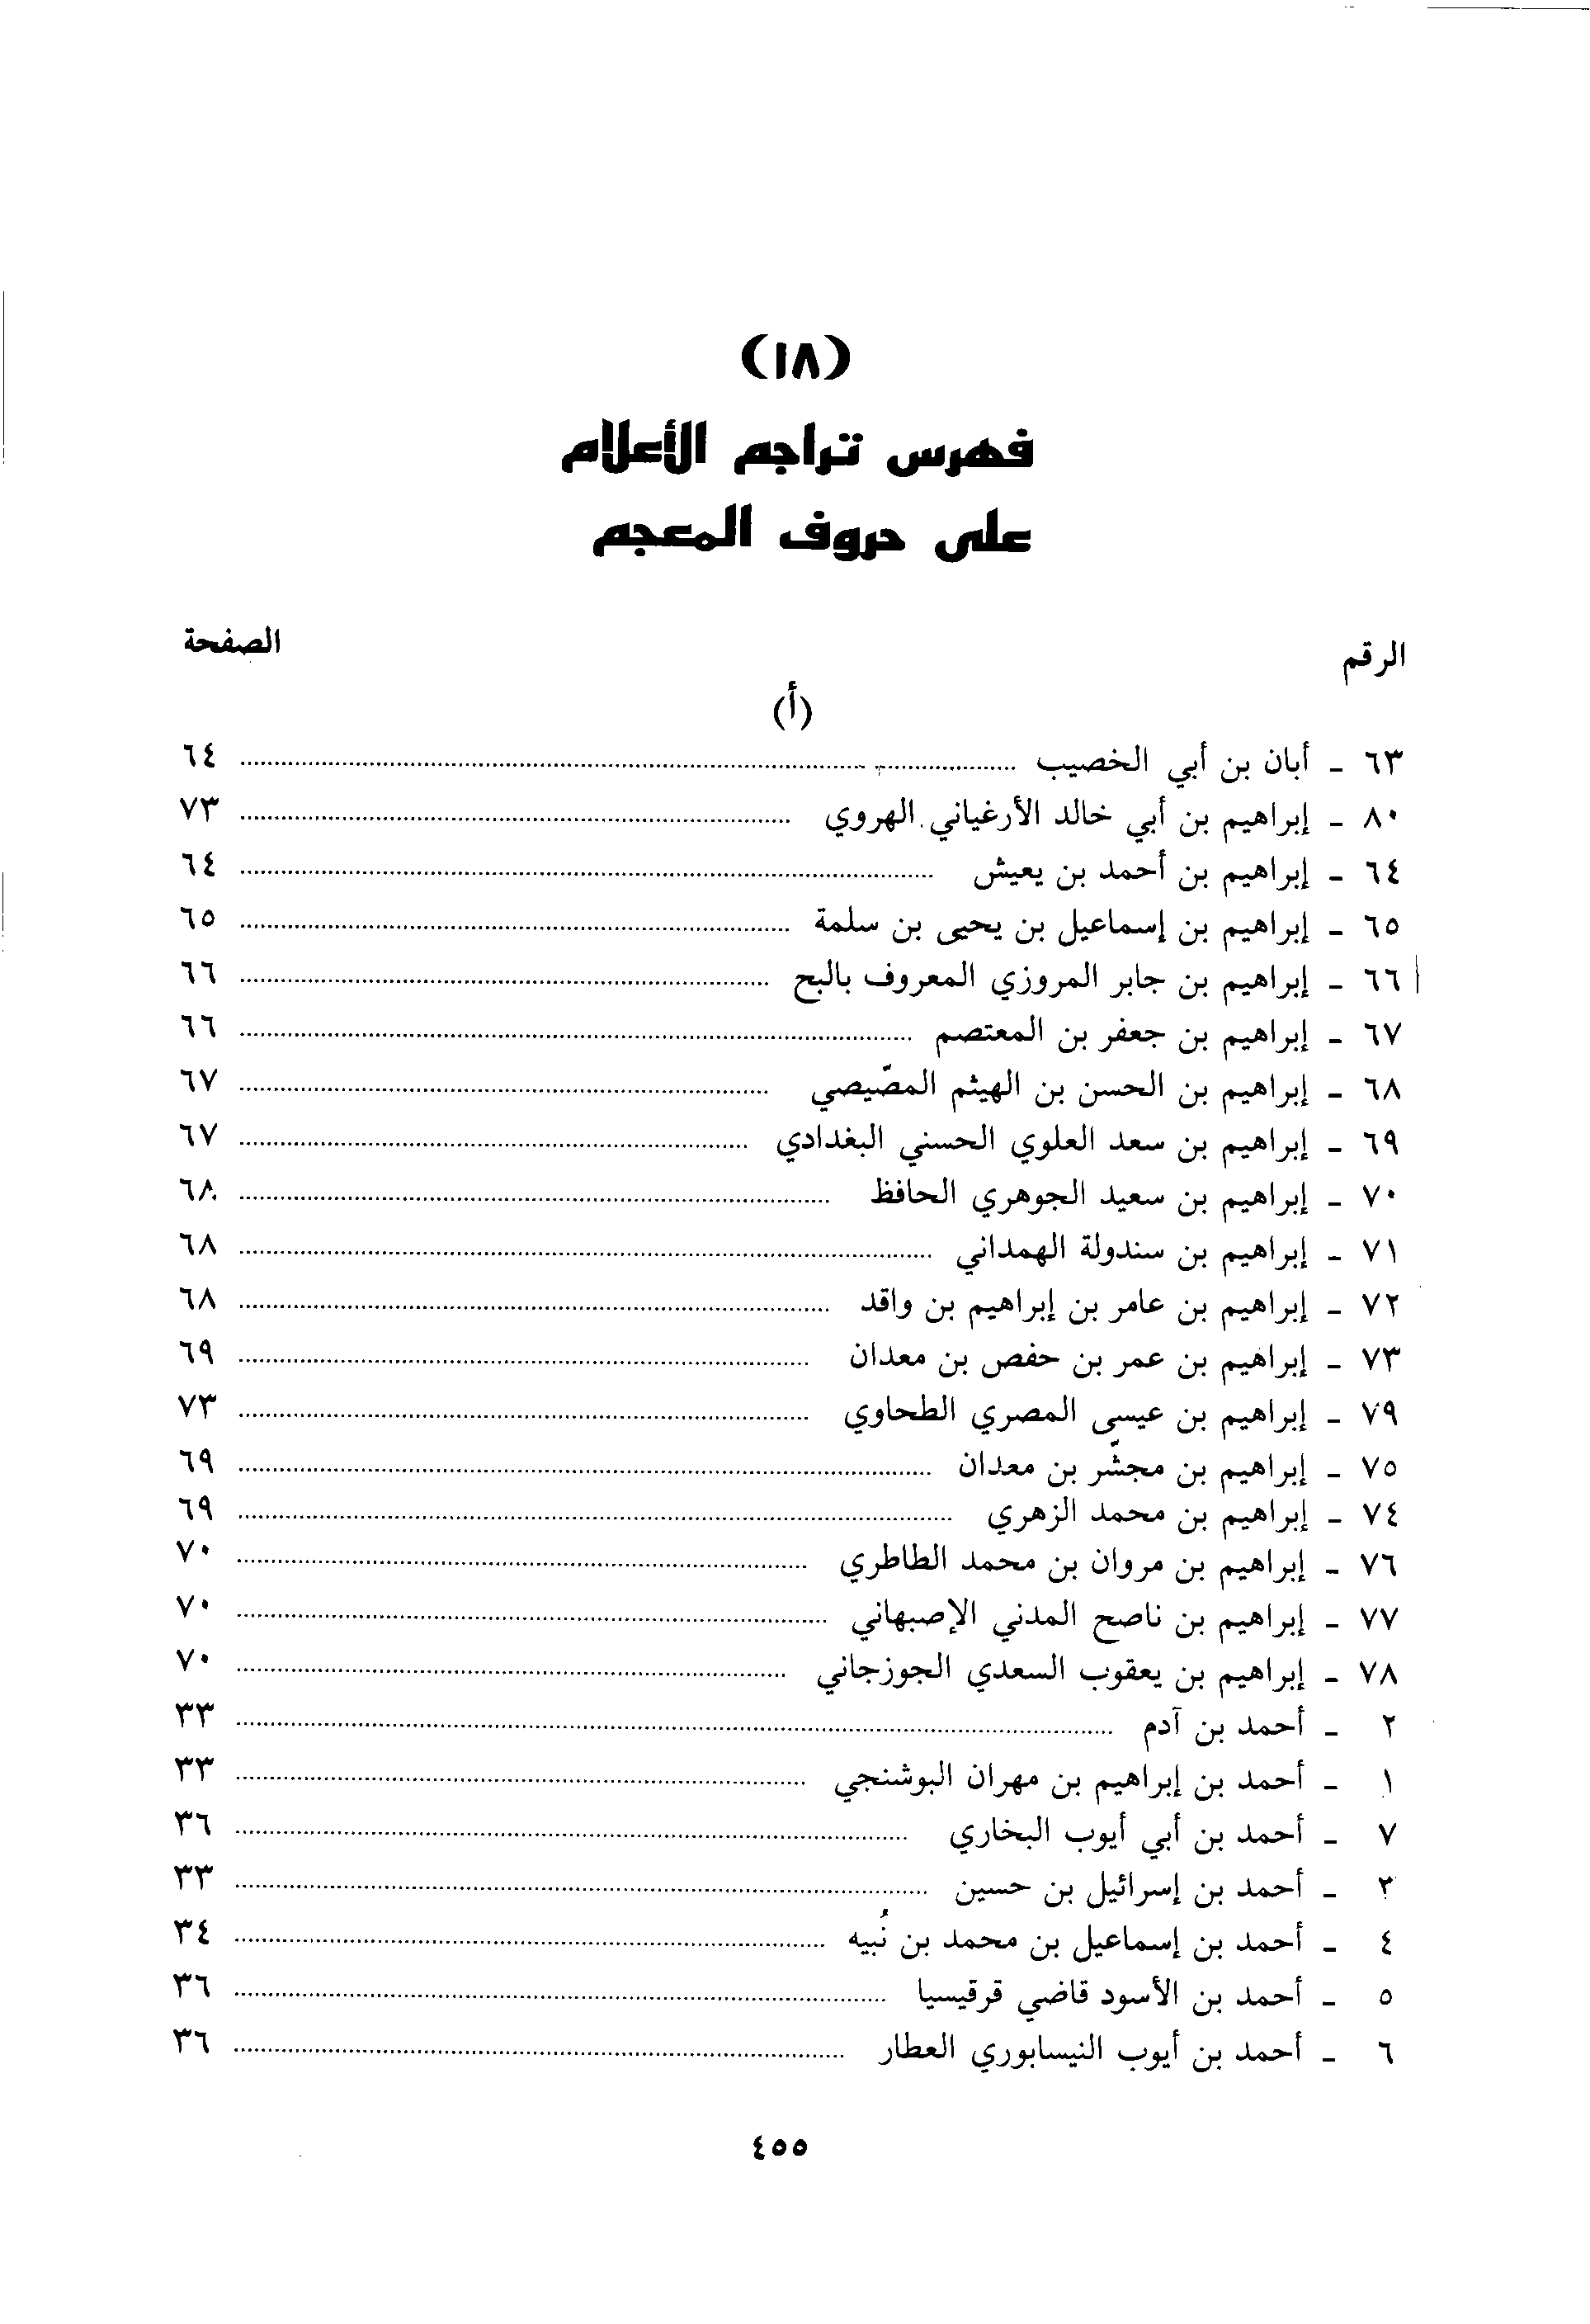 (١٨)
فهرس تراجم الأعلام
على حروف المعجم
الرقم الصفحة
(أ)
٦٣ - أبان بن أبي الخصيب ........ ٦٤
٨٠ - إبراهيم بن أبي خالد الأرغياني الهروي ........ ٧٣
٦٤ - إبراهيم بن أحمد بن يعيش ........ ٦٤
٦٥ - إبراهيم بن إسماعيل بن يحيى بن سلمة ........ ٦٥
٦٦ - إبراهيم بن جابر المروزي المعروف بالبح ........ ٦٦
٦٧ - إبراهيم بن جعفر بن المعتصم ........ ٦٦
٦٨ - إبراهيم بن الحسن بن الهيثم المصّيصي ........ ٦٧
٦٩ - إبراهيم بن سعد العلوي الحسني البغدادي ........ ٦٧
٧٠ - إبراهيم بن سعيد الجوهري الحافظ ........ ٦٨
٧١ - إبراهيم بن سندولة الهمداني ........ ٦٨
٧٢ - إبراهيم بن عامر بن إبراهيم بن واقد ........ ٦٨
٧٣ - إبراهيم بن عمر بن حفص بن معدان ........ ٦٩
٧٩ - إبراهيم بن عيسى المصري الطحاوي ........ ٧٣
٧٥ - إبراهيم بن مجشّر بن معدان ........ ٦٩
٧٤ - إبراهيم بن محمد الزهري ........ ٦٩
٧٦ - إبراهيم بن مروان بن محمد الطاطري ........ ٧٠
٧٧ - إبراهيم بن ناصح المدني الإصبهاني ........ ٧٠
٧٨ - إبراهيم بن يعقوب السعدي الجوزجاني ........ ٧٠
٢ - أحمد بن آدم ........ ٣٣
١ - أحمد بن إبراهيم بن مهران البوشنجي ........ ٣٣
٧ - أحمد بن أبي أيوب البخاري ........ ٣٦
٣ - أحمد بن إسرائيل بن حسين ........ ٣٣
٤ - أحمد بن إسماعيل بن محمد بن نُبيه ........ ٣٤
٥ - أحمد بن الأسود قاضي قرقيسيا ........ ٣٦
٦ - أحمد بن أيوب النيسابوري العطار ........ ٣٦
٤٥٥